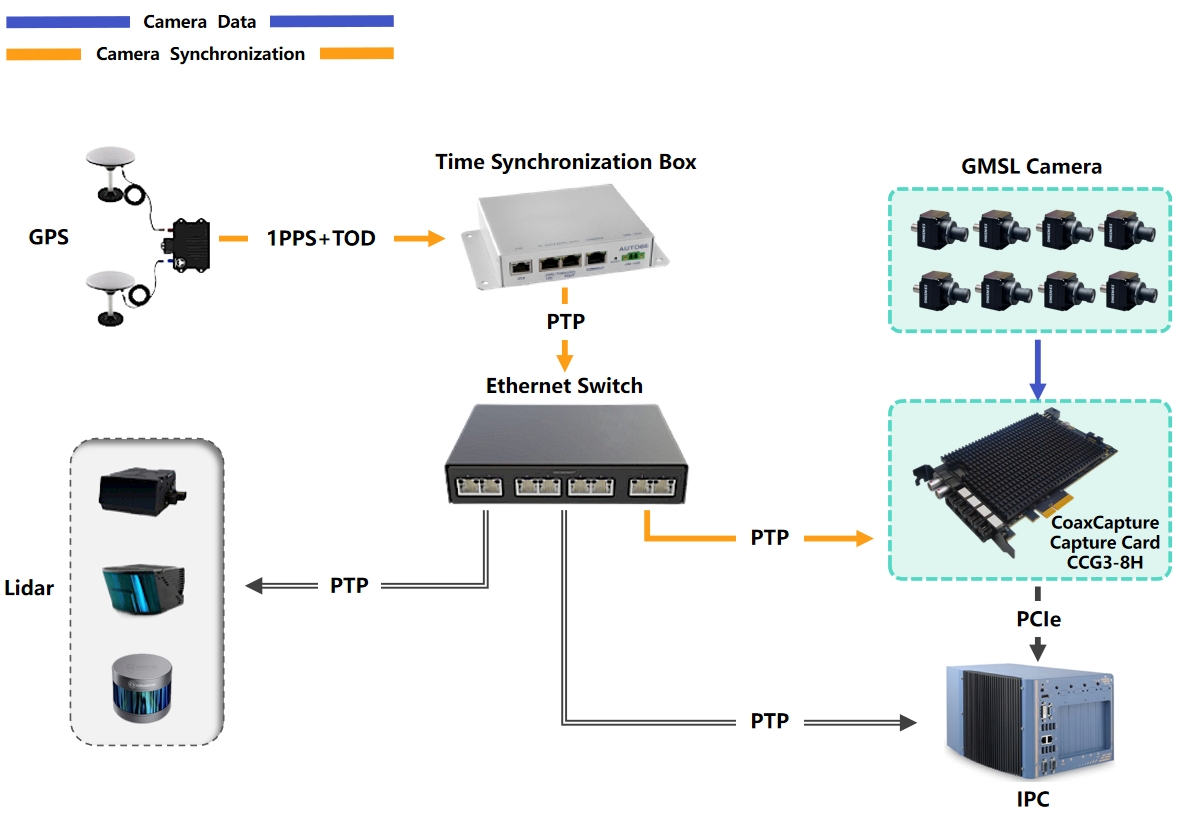 Camera Data
Camera Synchronization
Time Synchronization Box
GMSL Camera
GPS
1PPS+TOD
AUTO66
PTP
Ethernet Switch
PTP
CoaxCapture
Capture Card
CCG3-8H
Lidar
PTP
PCIe
PTP
IPC